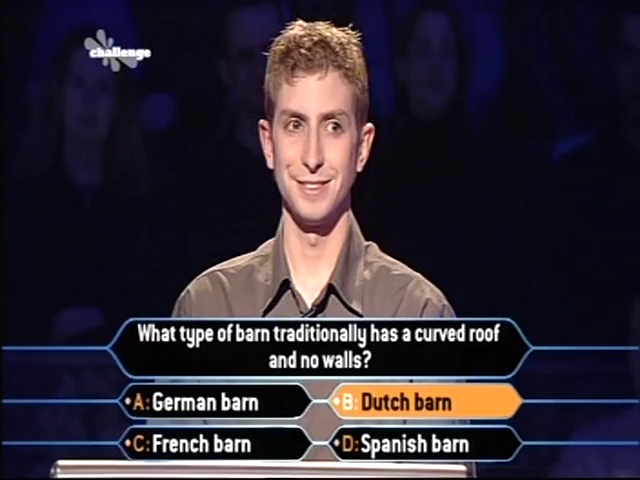 challenge
What type of barn traditionally has a curved roof
and no walls?
A: German barn
B: Dutch barn
C: French barn
D: Spanish barn